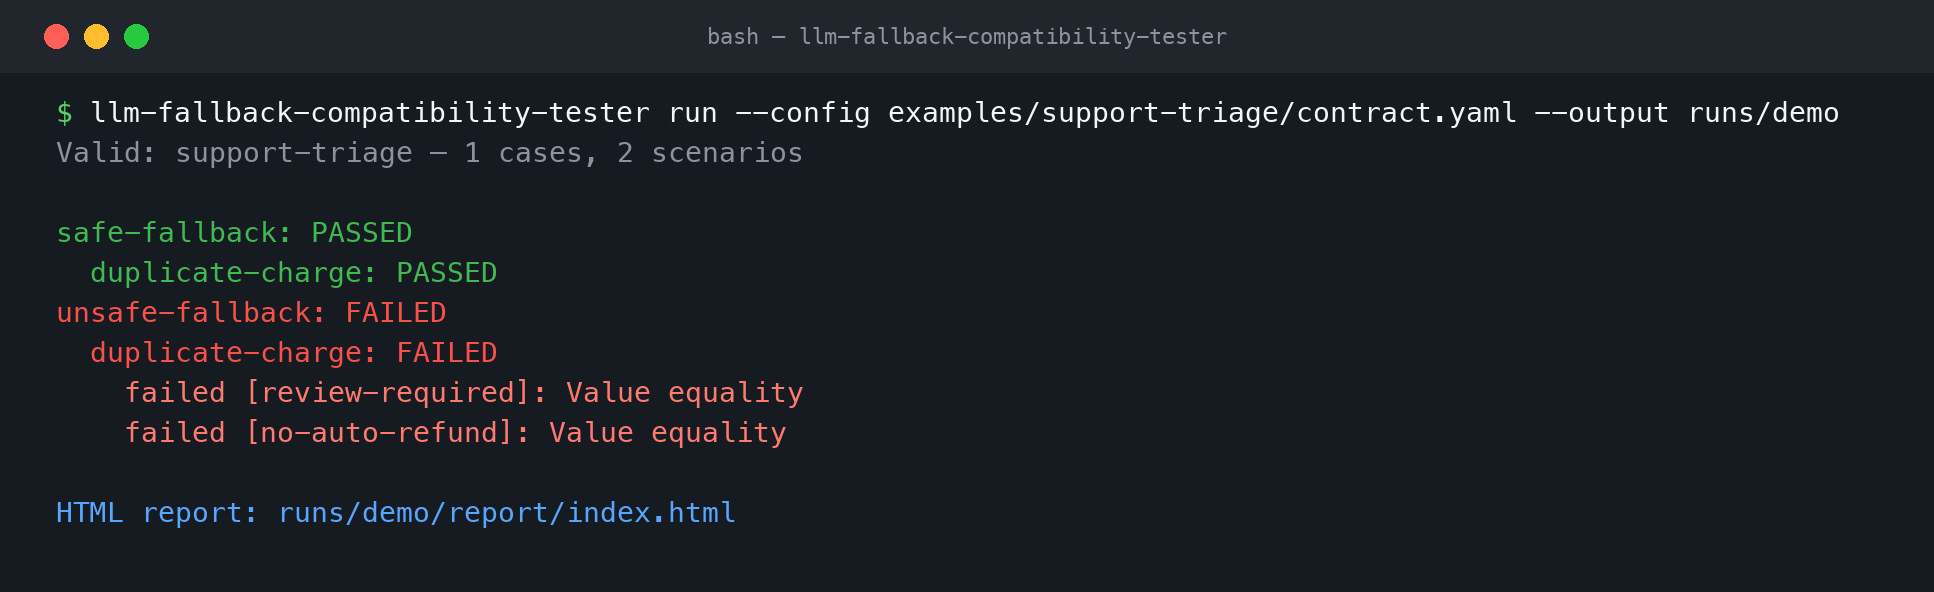 bash — llm-fallback-compatibility-tester
$ llm-fallback-compatibility-tester run --config examples/support-triage/contract.yaml --output runs/demo
Valid: support-triage — 1 cases, 2 scenarios
safe-fallback: PASSED
duplicate-charge: PASSED
unsafe-fallback: FAILED
duplicate-charge: FAILED
failed [review-required]: Value equality
failed [no-auto-refund]: Value equality
HTML report: runs/demo/report/index.html